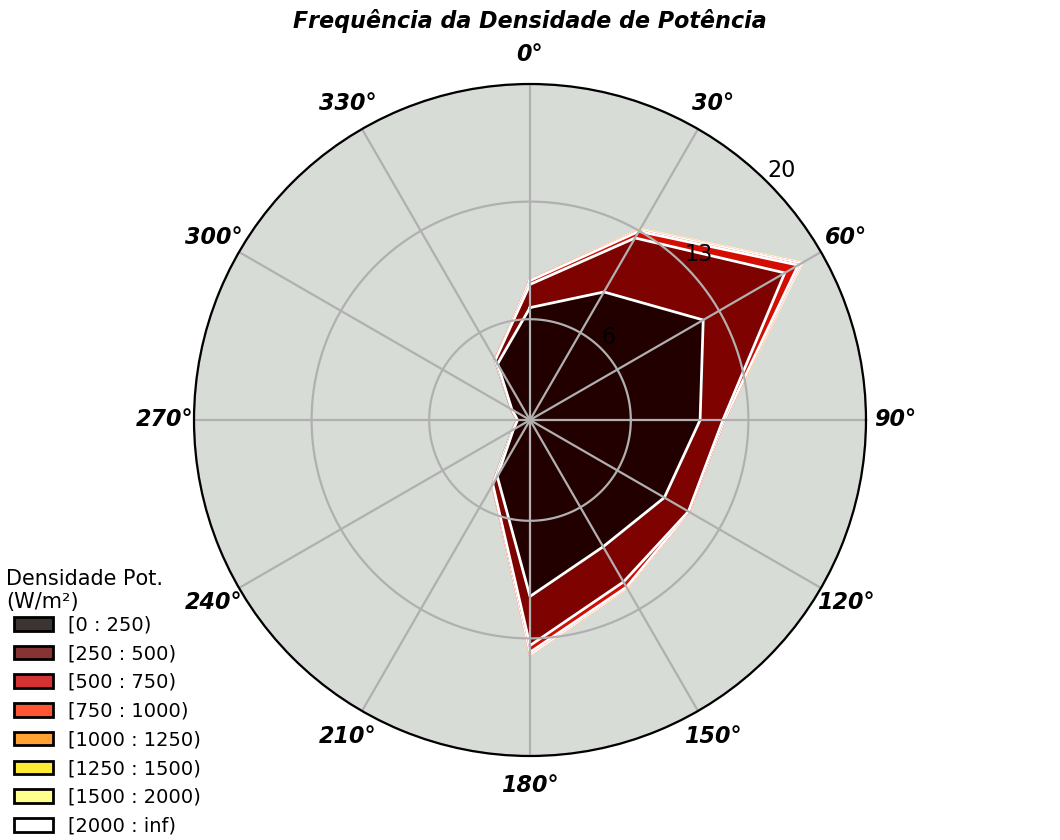 Frequência da Densidade de Potência
0°
30°
60°
90°
120°
150°
180°
210°
240°
270°
300°
330°
6
13
20
Densidade Pot.
(W/m²)
[0 : 250)
[250 : 500)
[500 : 750)
[750 : 1000)
[1000 : 1250)
[1250 : 1500)
[1500 : 2000)
[2000 : inf)